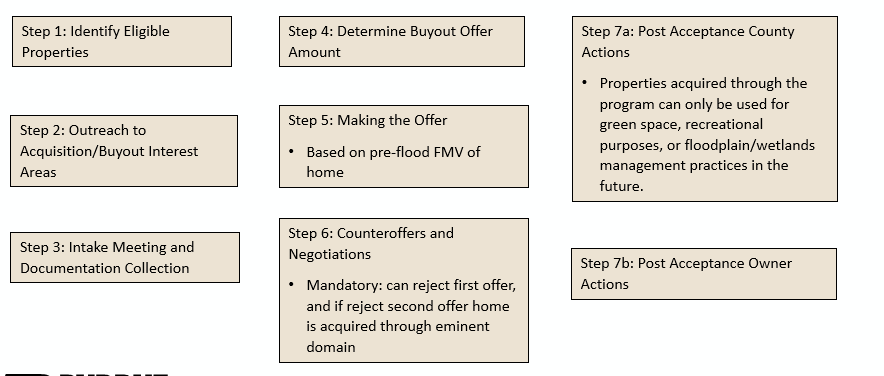 Step 1: Identify Eligible
Properties
Step 2: Outreach to
Acquisition/Buyout Interest
Areas
Step 3: Intake Meeting and
Documentation Collection
Step 4: Determine Buyout Offer
Amount
Step 5: Making the Offer
• Based on pre-flood FMV of
home
Step 6: Counteroffers and
Negotiations
• Mandatory: can reject first offer,
and if reject second offer home
is acquired through eminent
domain
Step 7a: Post Acceptance County
Actions
• Properties acquired through the
program can only be used for
green space, recreational
purposes, or floodplain/wetlands
management practices in the
future.
Step 7b: Post Acceptance Owner
Actions